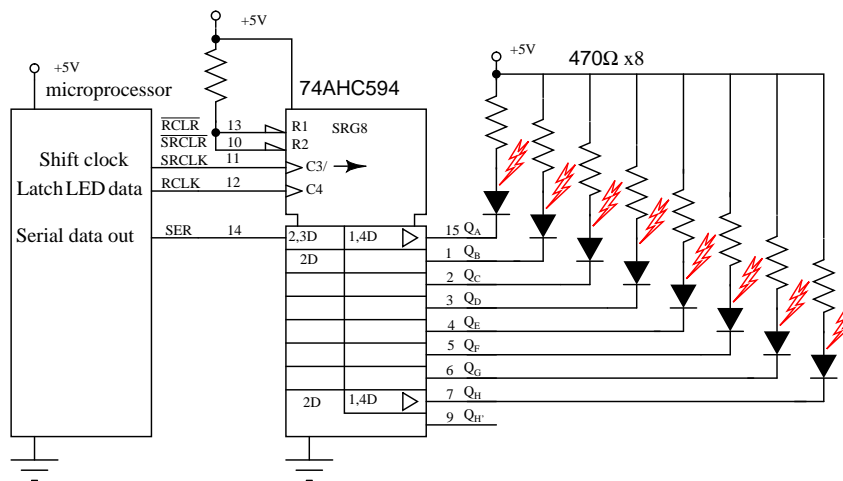 +5V
+5V
microprocessor
Shift clock
Latch LED data
Serial data out
RCLR 13
SRCLR 10
SRCLK 11
RCLK 12
SER 14
74AHC594
R1 SRG8
R2
C3/
C4
2,3D 1,4D
2D
2D 1,4D
15 QA
1 QB
2 QC
3 QD
4 QE
5 QF
6 QG
7 QH
9 QH'
+5V
470Ω x8